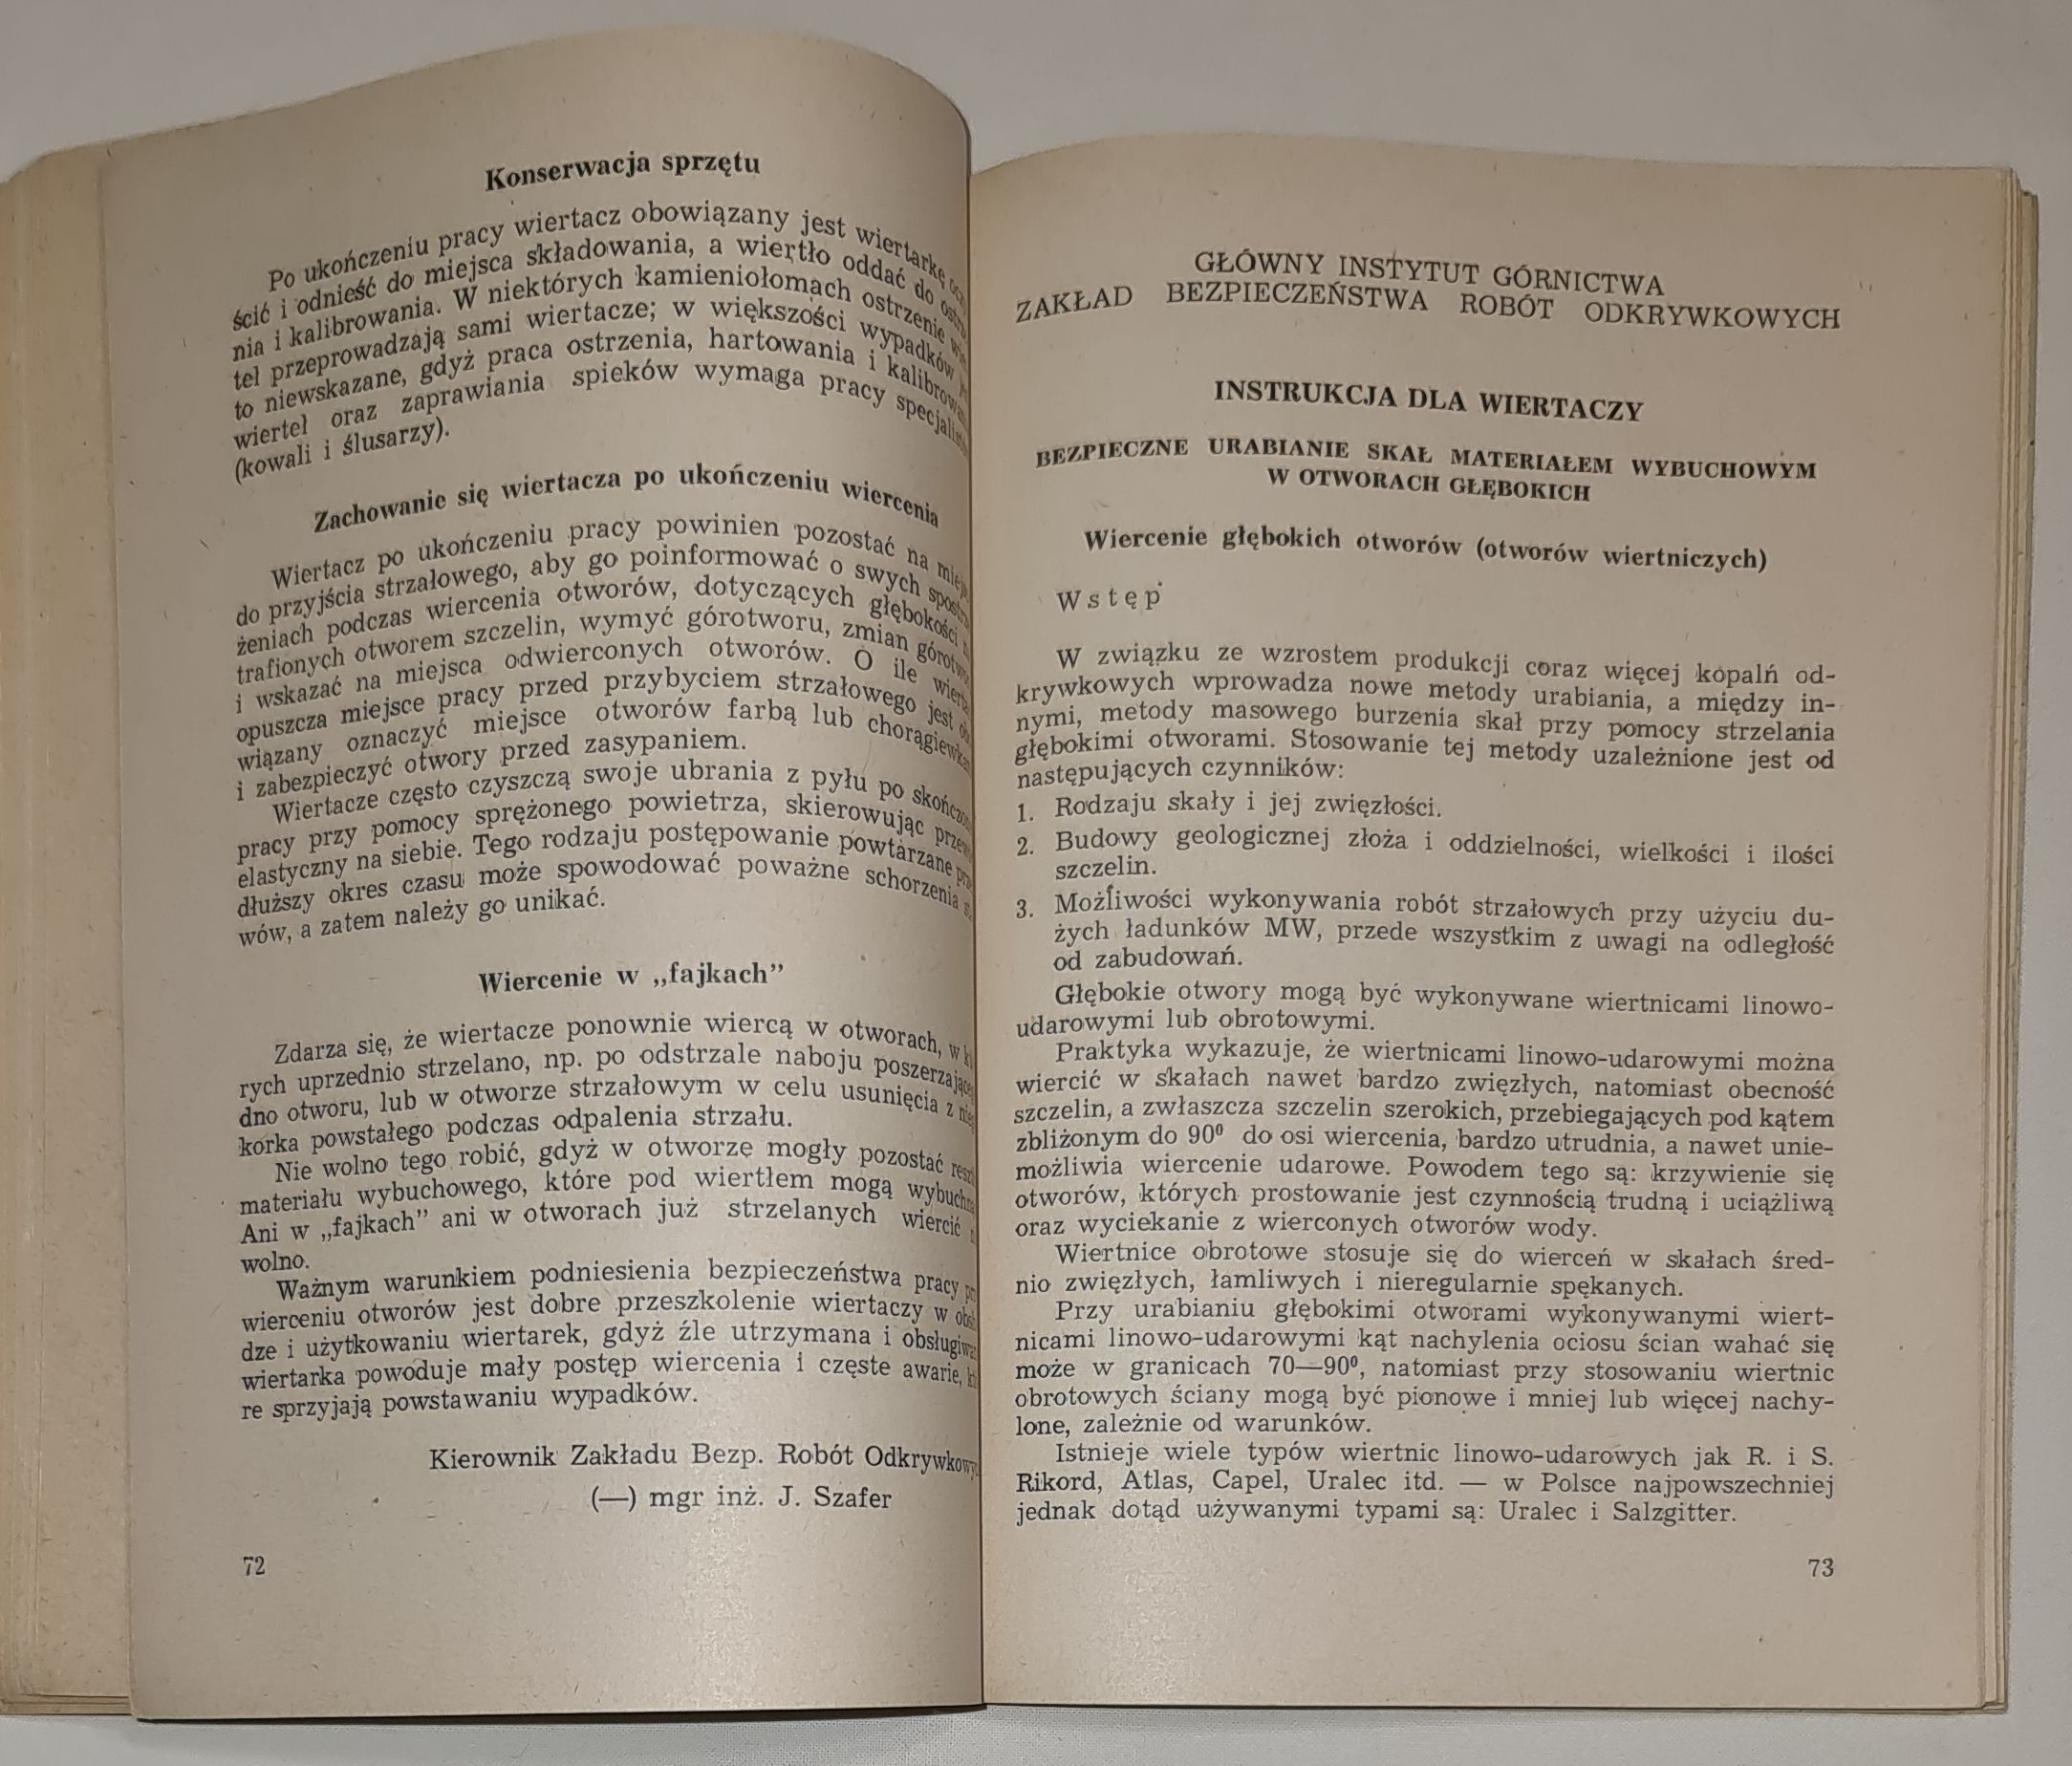 Konserwacja sprzętu
Po ukończeniu pracy wiertacz obowiązany jest wiertarkę
ścić i odnieść do miejsca składowania, a wiertło oddać do
nia i kalibrowania. W niektórych kamieniołomach ostrzenie
teł przeprowadzają sami wiertacze; w większości wypadków
to niewskazane, gdyż praca ostrzenia, hartowania i
wierteł oraz zaprawiania spieków wymaga pracy
(kowali i ślusarzy).
Zachowanie się wiertacza po ukończeniu wiercenia
Wiertacz po ukończeniu pracy powinien pozostać na
do przyjścia strzałowego, aby go poinformować o swych
żeniach podczas wiercenia otworów, dotyczących głębokości
trafionych otworem szczelin, wymyć górotworu, zmian
i wskazać na miejsca odwierconych otworów. O ile
opuszcza miejsce pracy przed przybyciem strzałowego jest
wiązany oznaczyć miejsce otworów farbą lub
i zabezpieczyć otwory przed zasypaniem.
Wiertacze często czyszczą swoje ubrania z pyłu po
pracy przy pomocy sprężonego powietrza, skierowując
elastyczny na siebie. Tego rodzaju postępowanie powtarzane
dłuższy okres czasu może spowodować poważne schorzenia
wów, a zatem należy go unikać.
Wiercenie w „fajkach”
Zdarza się, że wiertacze ponownie wiercą w otworach, w
rych uprzednio strzelano, np. po odstrzale naboju
dno otworu, lub w otworze strzałowym w celu usunięcia z
korka powstałego podczas odpalenia strzału.
Nie wolno tego robić, gdyż w otworze mogły pozostać
materiału wybuchowego, które pod wiertłem mogą
Ani w „fajkach” ani w otworach już strzelanych wiercić
wolno.
Ważnym warunkiem podniesienia bezpieczeństwa pracy
wierceniu otworów jest dobre przeszkolenie wiertaczy w
dze i użytkowaniu wiertarek, gdyż źle utrzymana i
wiertarka powoduje mały postęp wiercenia i częste awarie,
re sprzyjają powstawaniu wypadków.
Kierownik Zakładu Bezp. Robót
(—) mgr inż. J. Szafer
72
GŁÓWNY INSTYTUT GÓRNICTWA
ZAKŁAD BEZPIECZEŃSTWA ROBÓT ODKRYWKOWYCH
INSTRUKCJA DLA WIERTACZY
BEZPIECZNE URABIANIE SKAŁ MATERIAŁEM WYBUCHOWYM
W OTWORACH GŁĘBOKICH
Wiercenie głębokich otworów (otworów wiertniczych)
Wstęp
W związku ze wzrostem produkcji coraz więcej kopalń od-
krywkowych wprowadza nowe metody urabiania, a między in-
nymi, metody masowego burzenia skał przy pomocy strzelania
głębokimi otworami. Stosowanie tej metody uzależnione jest od
następujących czynników:
1. Rodzaju skały i jej zwięzłości.
2. Budowy geologicznej złoża i oddzielności, wielkości i ilości
szczelin.
3. Możliwości wykonywania robót strzałowych przy użyciu du-
żych ładunków MW, przede wszystkim z uwagi na odległość
od zabudowań.
Głębokie otwory mogą być wykonywane wiertnicami linowo-
udarowymi lub obrotowymi.
Praktyka wykazuje, że wiertnicami linowo-udarowymi można
wiercić w skałach nawet bardzo zwięzłych, natomiast obecność
szczelin, a zwłaszcza szczelin szerokich, przebiegających pod kątem
zbliżonym do 90⁰ do osi wiercenia, bardzo utrudnia, a nawet unie-
możliwia wiercenie udarowe. Powodem tego są: krzywienie się
otworów, których prostowanie jest czynnością trudną i uciążliwą
oraz wyciekanie z wierconych otworów wody.
Wiertnice obrotowe stosuje się do wierceń w skałach śred-
nio zwięzłych, łamliwych i nieregularnie spękanych.
Przy urabianiu głębokimi otworami wykonywanymi wiert-
nicami linowo-udarowymi kąt nachylenia ociosu ścian wahać się
może w granicach 70—90⁰, natomiast przy stosowaniu wiertnic
obrotowych ściany mogą być pionowe i mniej lub więcej nachy-
lone, zależnie od warunków.
Istnieje wiele typów wiertnic linowo-udarowych jak R. i S.
Rikord, Atlas, Capel, Uralec itd. — w Polsce najpowszechniej
jednak dotąd używanymi typami są: Uralec i Salzgitter.
73